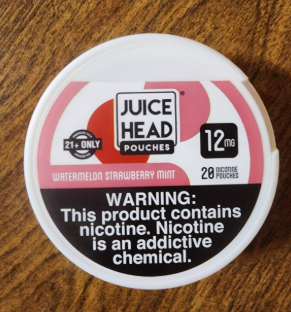 JUICE
HEAD
POUCHES
21+ ONLY
12mg
WATERMELON STRAWBERRY MINT
20 NICOTINE
POUCHES
WARNING:
This product contains
nicotine. Nicotine
is an addictive
chemical.